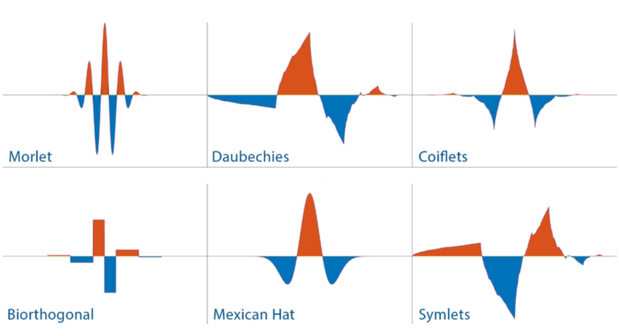 Morlet
Daubechies
Coiflets
Biorthogonal
Mexican Hat
Symlets